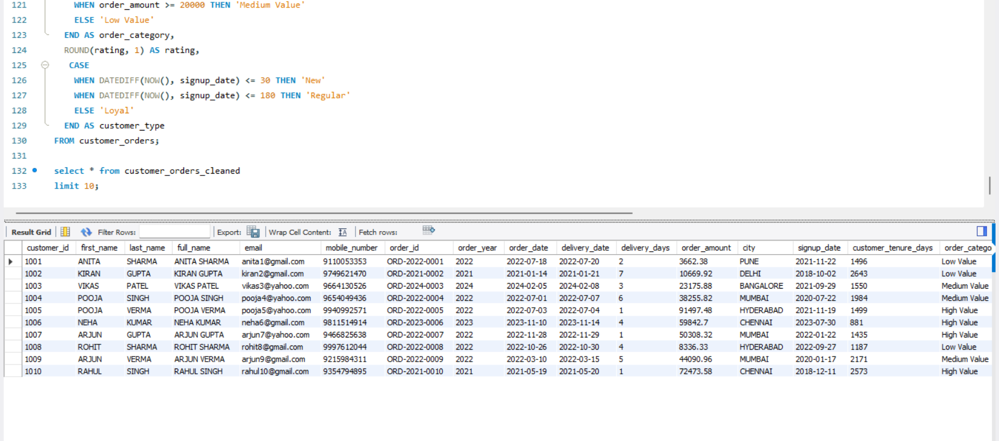 121 WHEN order_amount >= 20000 THEN 'Medium Value'
122 ELSE 'Low Value'
123 END AS order_category,
124 ROUND(rating, 1) AS rating,
125 CASE
126 WHEN DATEDIFF(NOW(), signup_date) <= 30 THEN 'New'
127 WHEN DATEDIFF(NOW(), signup_date) <= 180 THEN 'Regular'
128 ELSE 'Loyal'
129 END AS customer_type
130 FROM customer_orders;
131
132 select * from customer_orders_cleaned
133 limit 10;
Result Grid Filter Rows: Export: Wrap Cell Content: Fetch rows:
customer_id first_name last_name full_name email mobile_number order_id order_year order_date delivery_date delivery_days order_amount city signup_date customer_tenure_days order_catego
1001 ANITA SHARMA ANITA SHARMA anita1@gmail.com 9110053353 ORD-2022-0001 2022 2022-07-18 2022-07-20 2 3662.38 PUNE 2021-11-22 1496 Low Value
1002 KIRAN GUPTA KIRAN GUPTA kiran2@gmail.com 9749621470 ORD-2021-0002 2021 2021-01-14 2021-01-21 7 10669.92 DELHI 2018-10-02 2643 Low Value
1003 VIKAS PATEL VIKAS PATEL vikas3@yahoo.com 9664130526 ORD-2024-0003 2024 2024-02-05 2024-02-08 3 23175.88 BANGALORE 2021-09-29 1550 Medium Value
1004 POOJA SINGH POOJA SINGH pooja4@yahoo.com 9654049436 ORD-2022-0004 2022 2022-07-01 2022-07-07 6 38255.82 MUMBAI 2020-07-22 1984 Medium Value
1005 POOJA VERMA POOJA VERMA pooja5@yahoo.com 9940992571 ORD-2022-0005 2022 2022-07-03 2022-07-04 1 91497.48 HYDERABAD 2021-11-19 1499 High Value
1006 NEHA KUMAR NEHA KUMAR neha6@gmail.com 9811514914 ORD-2023-0006 2023 2023-11-10 2023-11-14 4 59842.7 CHENNAI 2023-07-30 881 High Value
1007 ARJUN GUPTA ARJUN GUPTA arjun7@yahoo.com 9466825638 ORD-2022-0007 2022 2022-11-28 2022-11-29 1 50308.32 MUMBAI 2022-01-22 1435 High Value
1008 ROHIT SHARMA ROHIT SHARMA rohit8@gmail.com 9997612044 ORD-2022-0008 2022 2022-10-26 2022-10-30 4 8336.33 HYDERABAD 2022-09-27 1187 Low Value
1009 ARJUN VERMA ARJUN VERMA arjun9@gmail.com 9215984311 ORD-2022-0009 2022 2022-03-10 2022-03-15 5 44090.96 MUMBAI 2020-01-17 2171 Medium Value
1010 RAHUL SINGH RAHUL SINGH rahul10@gmail.com 9354794895 ORD-2021-0010 2021 2021-05-19 2021-05-20 1 72473.58 CHENNAI 2018-12-11 2573 High Value